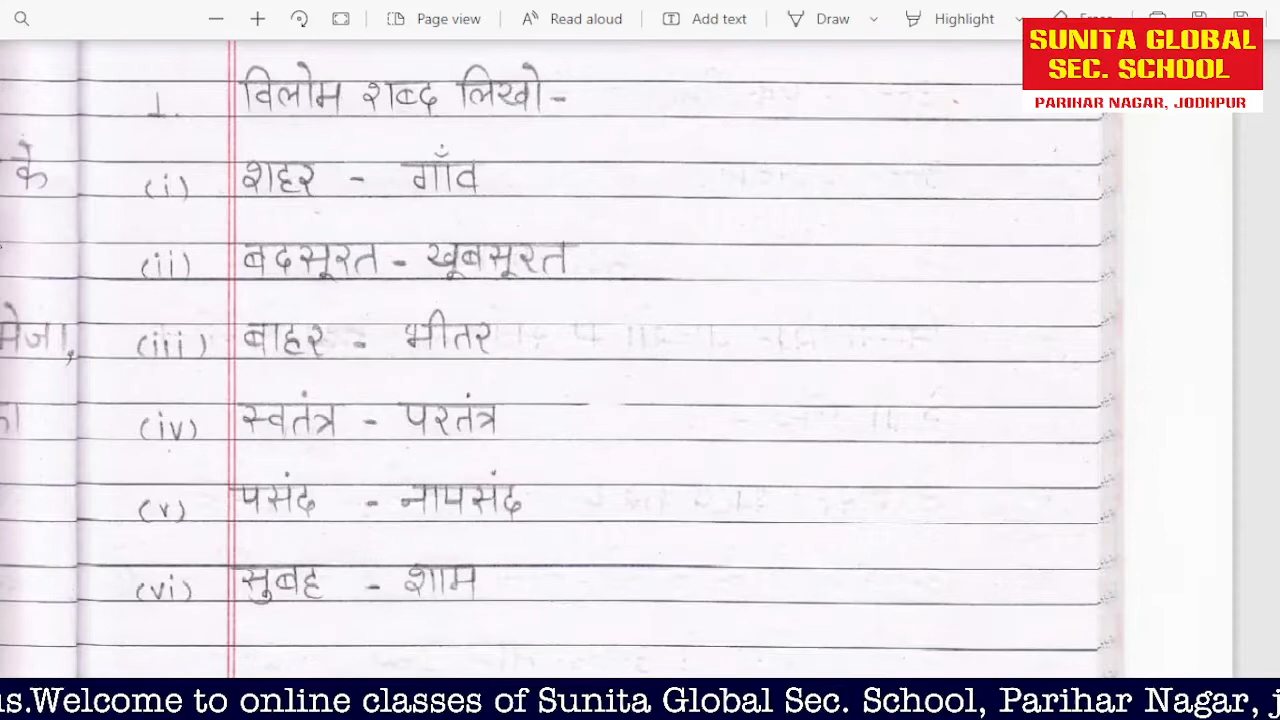 Page view
Read aloud
Add text
Draw
Highlight
SUNITA GLOBAL
SEC. SCHOOL
PARIHAR NAGAR, JODHPUR
1. विलोम शब्द लिखो-
के
(i) शहर - गाँव
(ii) बदसूरत - खूबसूरत
(iii) बाहर - भीतर
(iv) स्वतंत्र - परतंत्र
(v) पसंद - नापसंद
(vi) सुबह - शाम
us.Welcome to online classes of Sunita Global Sec. School, Parihar Nagar, j